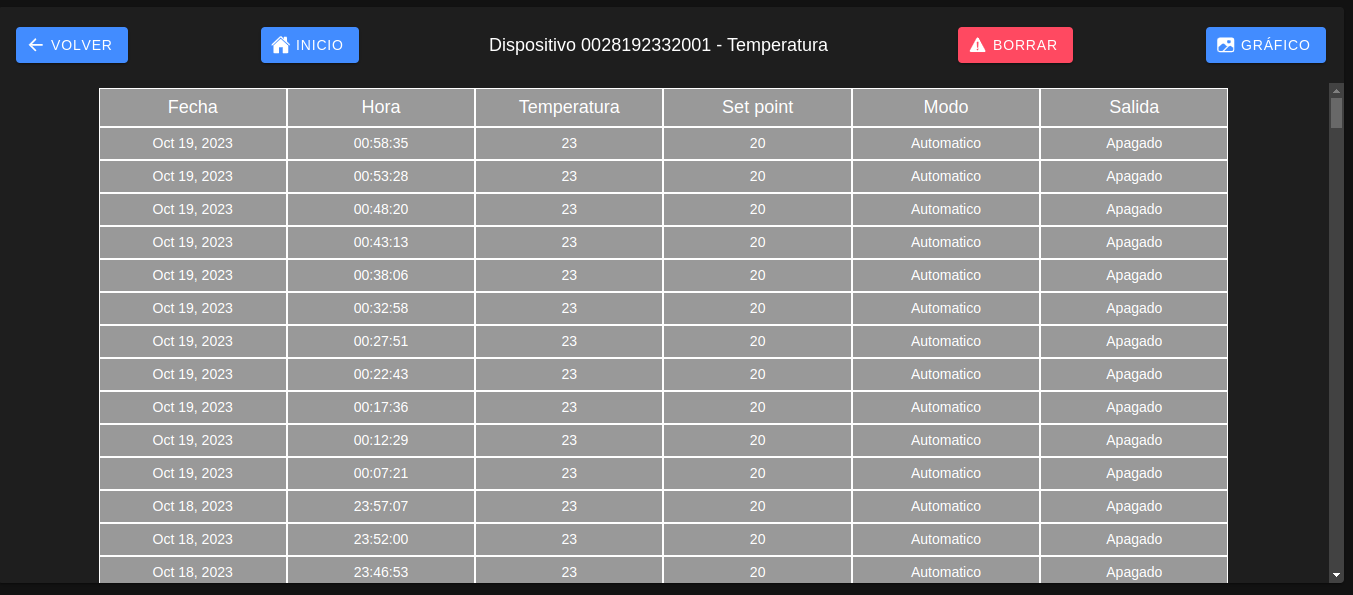 VOLVER INICIO Dispositivo 0028192332001 - Temperatura BORRAR GRÁFICO
Fecha Hora Temperatura Set point Modo Salida
Oct 19, 2023 00:58:35 23 20 Automatico Apagado
Oct 19, 2023 00:53:28 23 20 Automatico Apagado
Oct 19, 2023 00:48:20 23 20 Automatico Apagado
Oct 19, 2023 00:43:13 23 20 Automatico Apagado
Oct 19, 2023 00:38:06 23 20 Automatico Apagado
Oct 19, 2023 00:32:58 23 20 Automatico Apagado
Oct 19, 2023 00:27:51 23 20 Automatico Apagado
Oct 19, 2023 00:22:43 23 20 Automatico Apagado
Oct 19, 2023 00:17:36 23 20 Automatico Apagado
Oct 19, 2023 00:12:29 23 20 Automatico Apagado
Oct 19, 2023 00:07:21 23 20 Automatico Apagado
Oct 18, 2023 23:57:07 23 20 Automatico Apagado
Oct 18, 2023 23:52:00 23 20 Automatico Apagado
Oct 18, 2023 23:46:53 23 20 Automatico Apagado